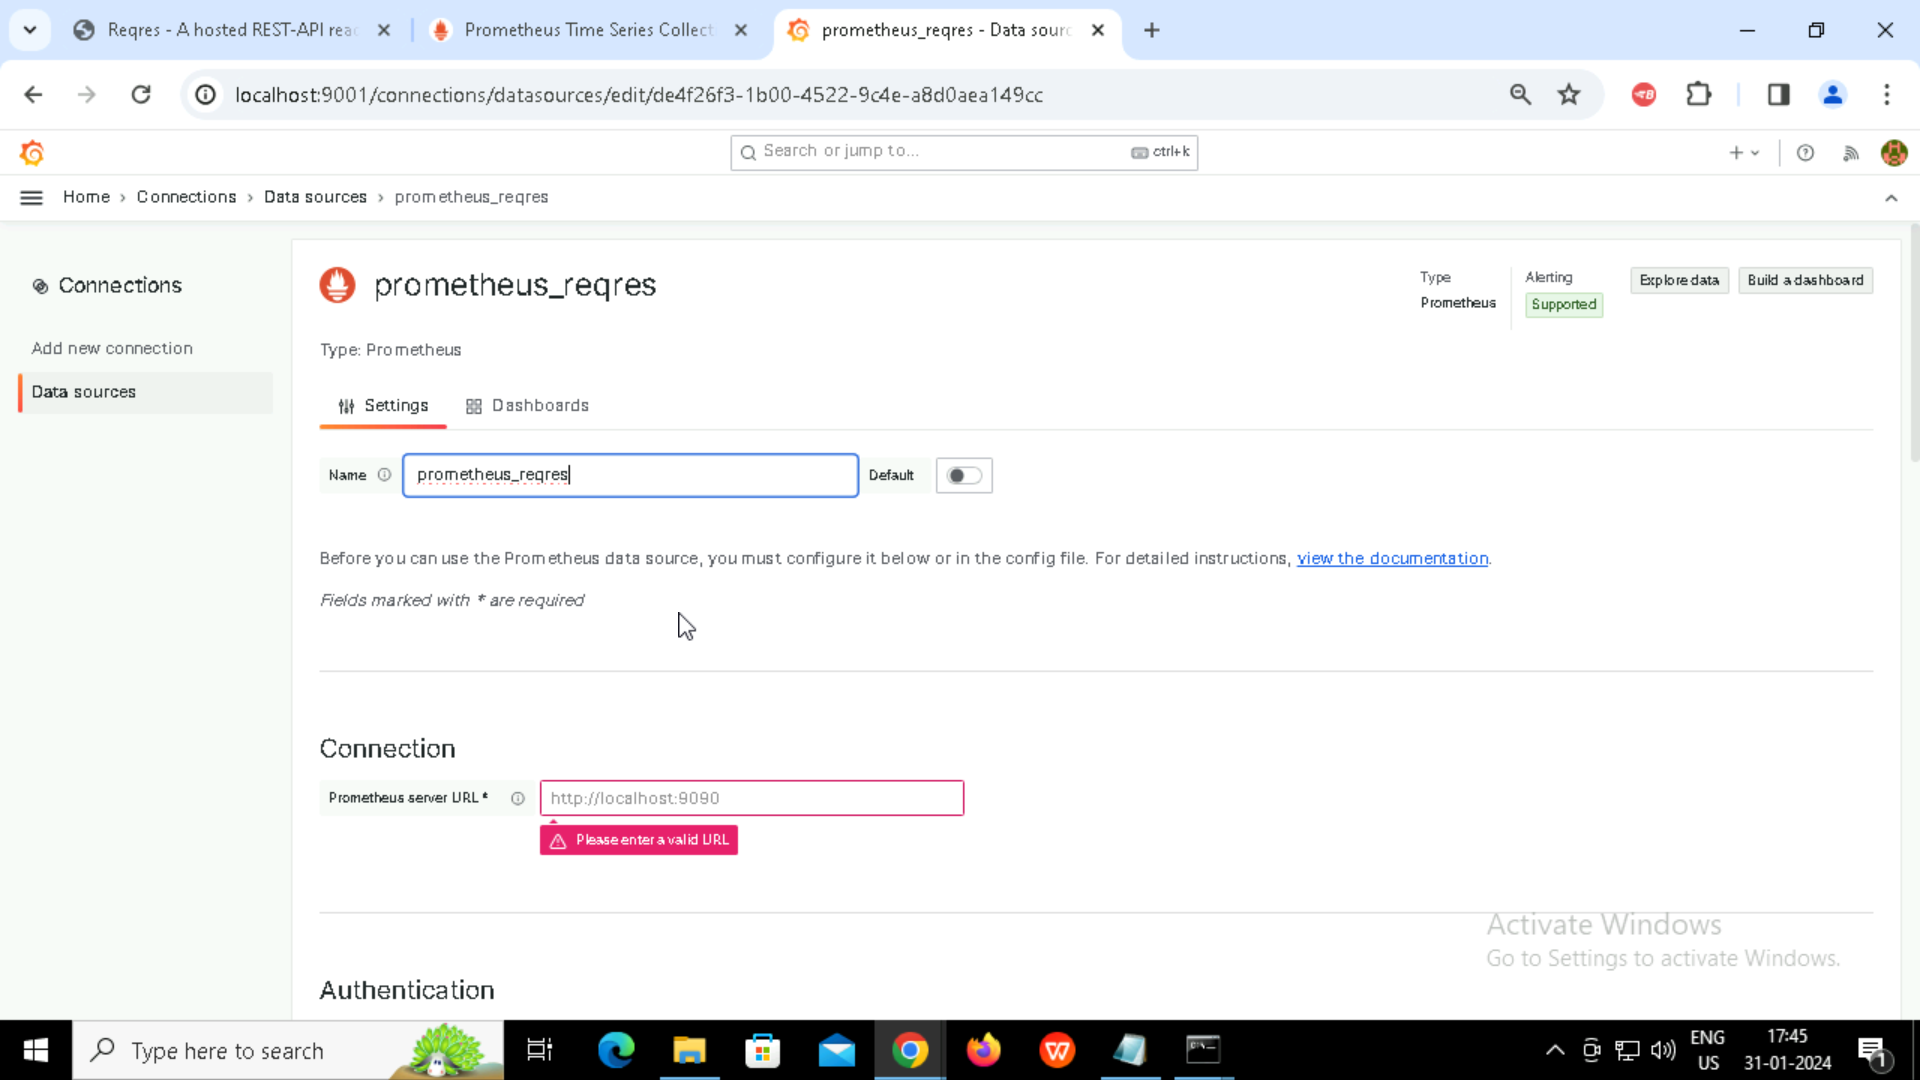 Reqres - A hosted REST-API rea
Prometheus Time Series Collect
prometheus_reqres - Data sourc
localhost:9001/connections/datasources/edit/de4f26f3-1b00-4522-9c4e-a8d0aea149cc
Search or jump to...
ctrl+k
Home › Connections › Data sources › prometheus_reqres
Connections
Add new connection
Data sources
prometheus_reqres
Type
Prometheus
Alerting
Supported
Explore data
Build a dashboard
Type: Prometheus
Settings
Dashboards
Name
prometheus_reqres
Default
Before you can use the Prometheus data source, you must configure it below or in the config file. For detailed instructions, view the documentation.
Fields marked with * are required
Connection
Prometheus server URL *
http://localhost:9090
Please enter a valid URL
Authentication
Activate Windows
Go to Settings to activate Windows.
Type here to search
ENG
US
17:45
31-01-2024
1